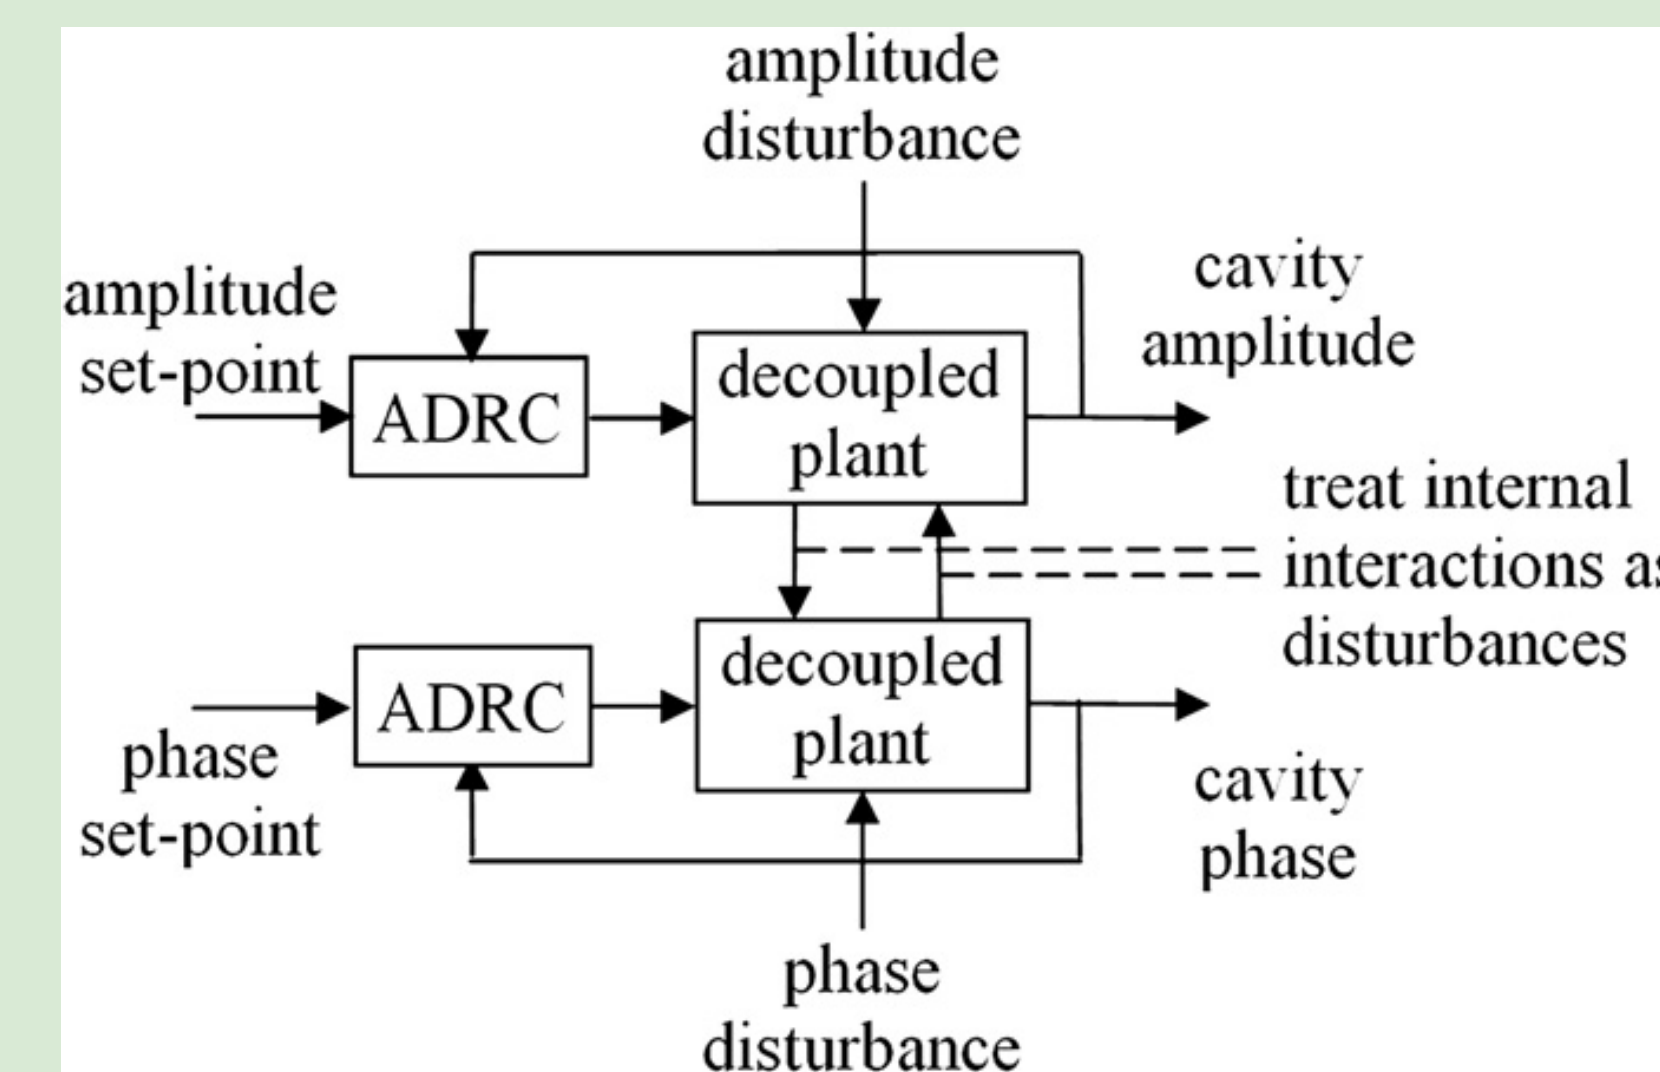 amplitude
disturbance
amplitude
set-point
cavity
amplitude
ADRC
decoupled
plant
treat internal
interactions as
disturbances
ADRC
decoupled
plant
phase
set-point
cavity
phase
phase
disturbance